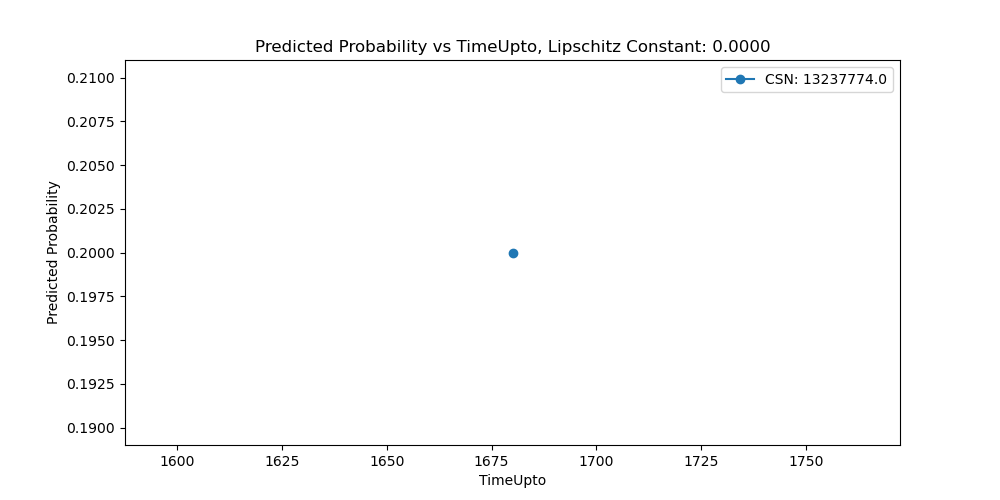 Predicted Probability vs TimeUpto, Lipschitz Constant: 0.0000
CSN: 13237774.0
Predicted Probability
0.2100
0.2075
0.2050
0.2025
0.2000
0.1975
0.1950
0.1925
0.1900
1600 1625 1650 1675 1700 1725 1750
TimeUpto